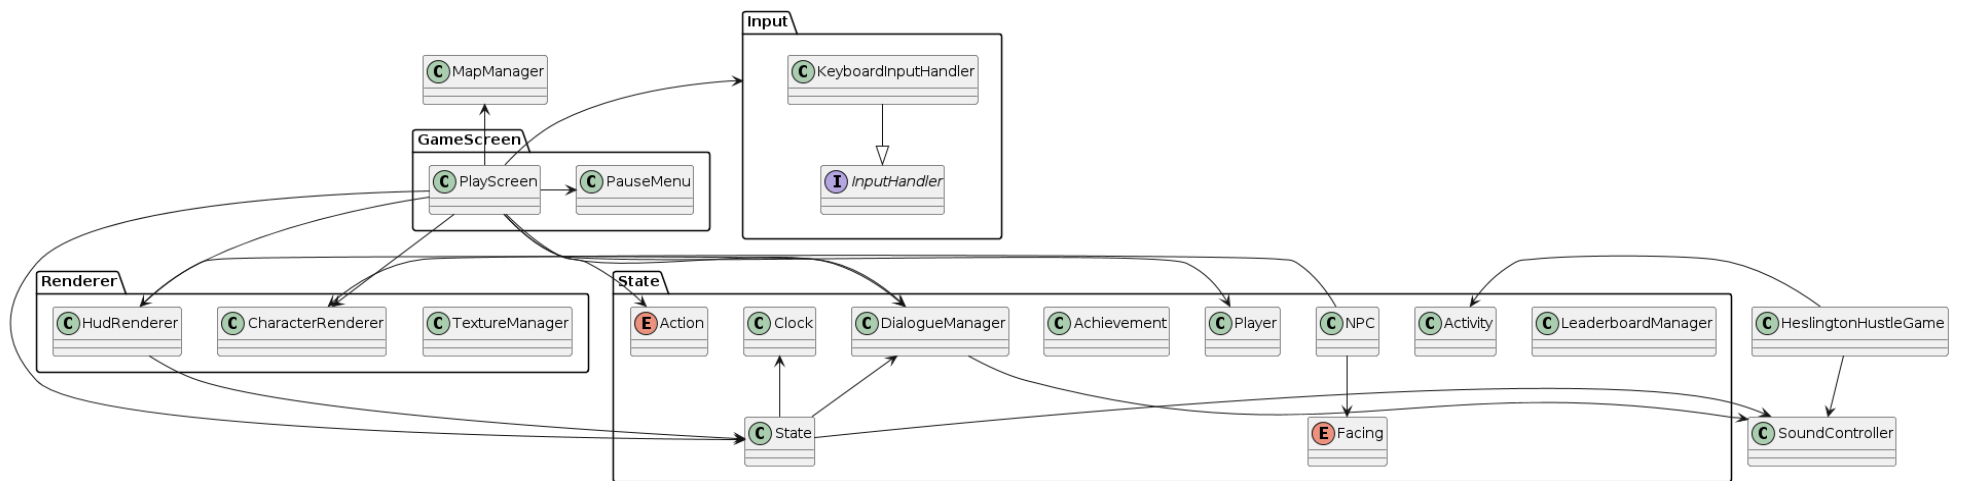 Input
C KeyboardInputHandler
C MapManager
GameScreen
C PlayScreen
C PauseMenu
I InputHandler
Renderer
State
C HudRenderer
C CharacterRenderer
C TextureManager
E Action
C Clock
C DialogueManager
C Achievement
C Player
C NPC
C Activity
C LeaderboardManager
C HeslingtonHustleGame
C State
E Facing
C SoundController